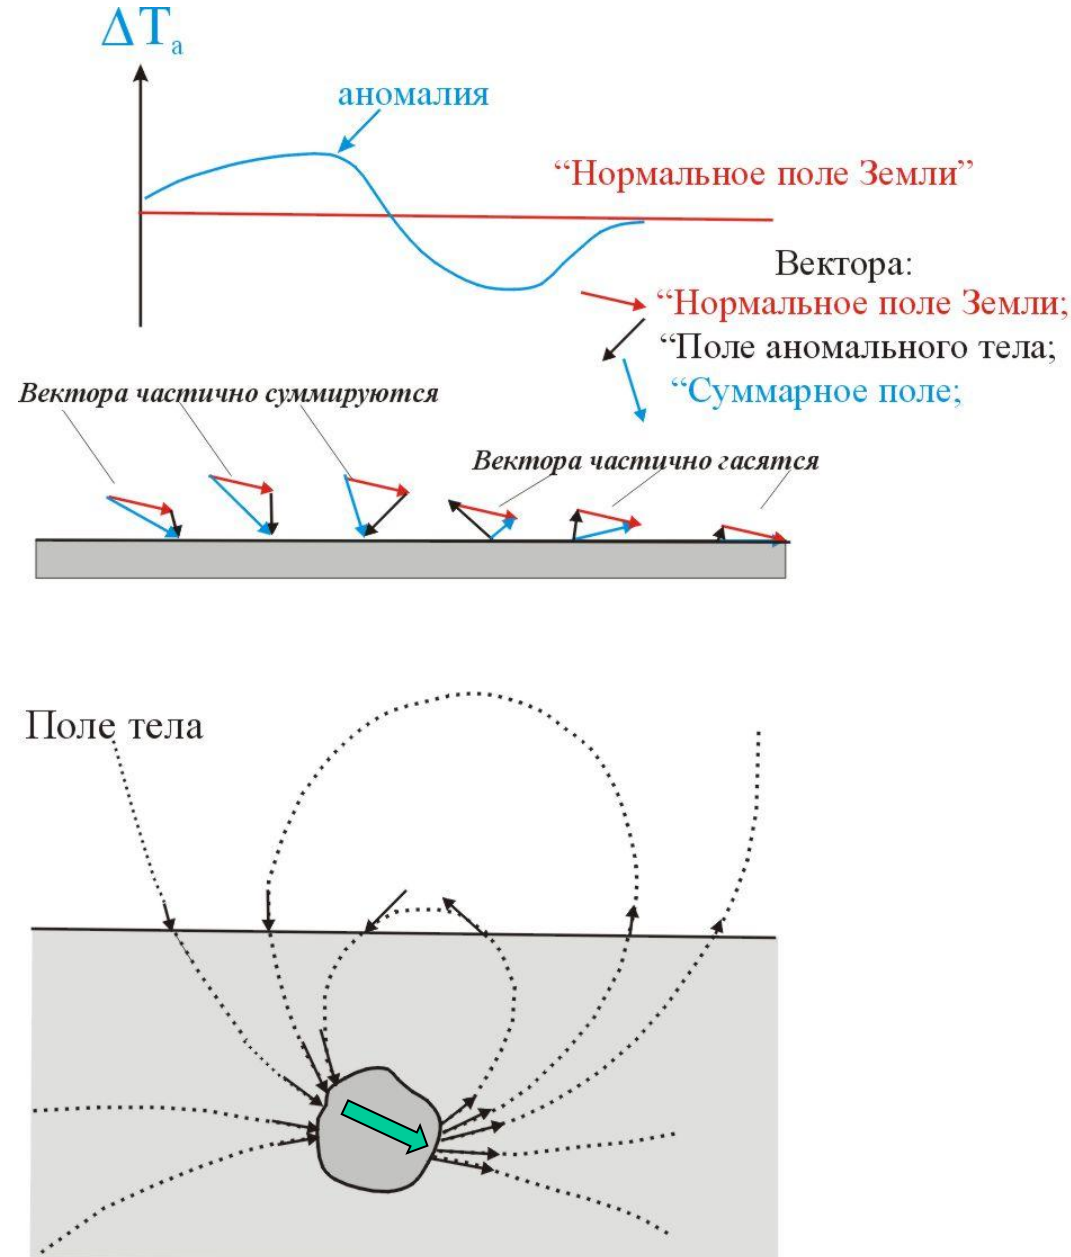 ΔTа
аномалия
“Нормальное поле Земли”
Вектора:
“Нормальное поле Земли;
“Поле аномального тела;
“Суммарное поле;
Вектора частично суммируются
Вектора частично гасятся
Поле тела